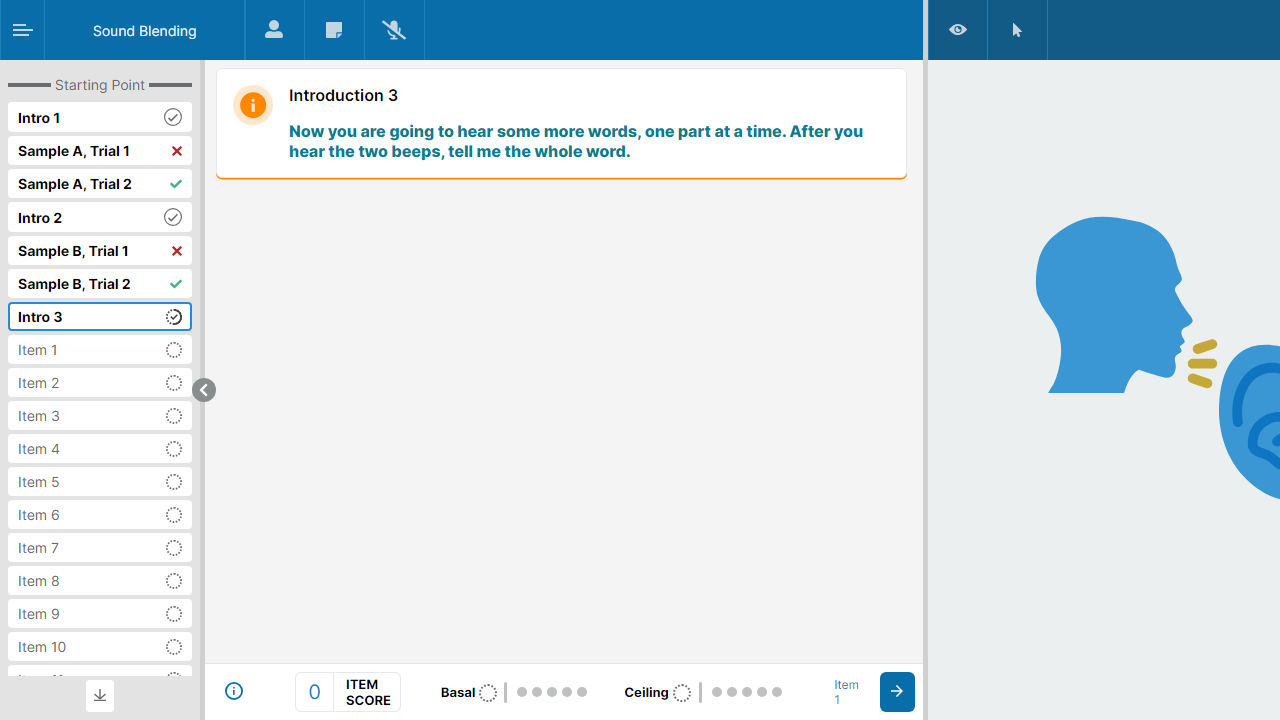 Sound Blending
Starting Point
Intro 1
Sample A, Trial 1
Sample A, Trial 2
Intro 2
Sample B, Trial 1
Sample B, Trial 2
Intro 3
Item 1
Item 2
Item 3
Item 4
Item 5
Item 6
Item 7
Item 8
Item 9
Item 10
Introduction 3
Now you are going to hear some more words, one part at a time. After you
hear the two beeps, tell me the whole word.
0 ITEM
SCORE
Basal
Ceiling
Item
1